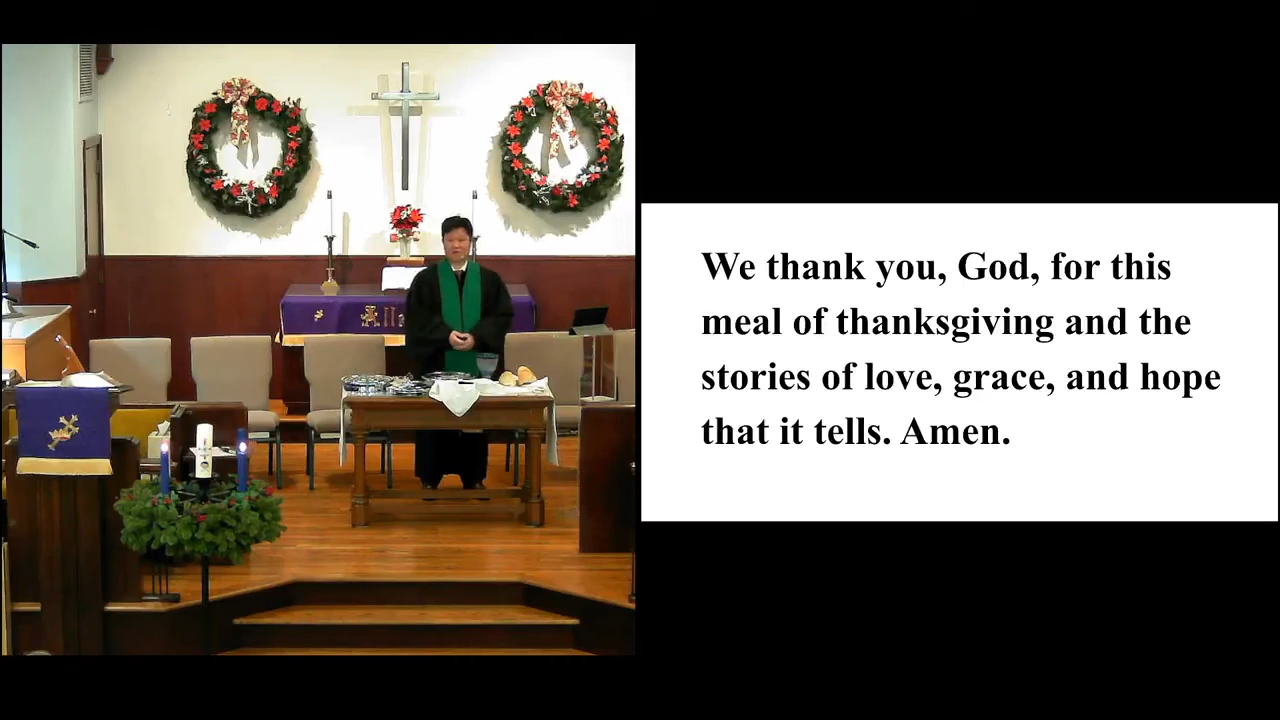 We thank you, God, for this
meal of thanksgiving and the
stories of love, grace, and hope
that it tells. Amen.